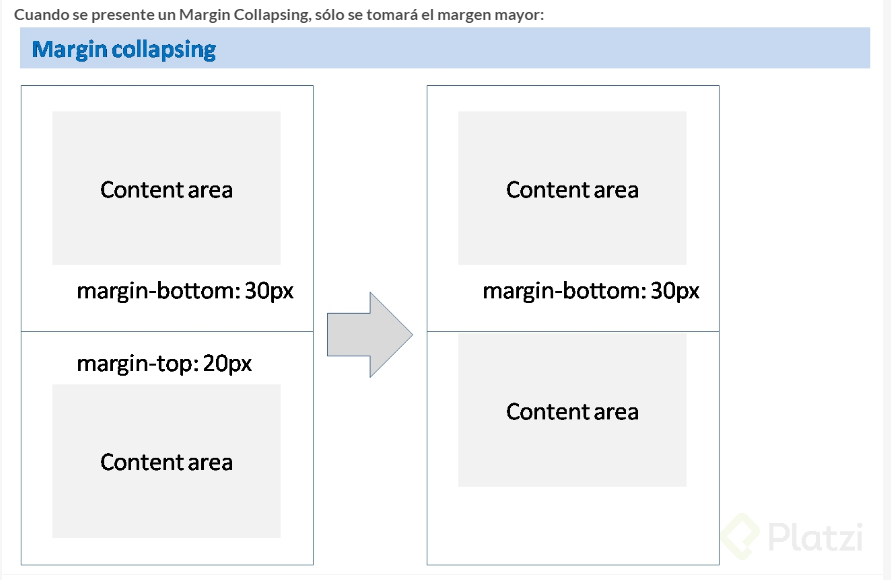 Cuando se presente un Margin Collapsing, sólo se tomará el margen mayor:
Margin collapsing
Content area
margin-bottom: 30px
margin-top: 20px
Content area
Content area
margin-bottom: 30px
Content area
Platzi